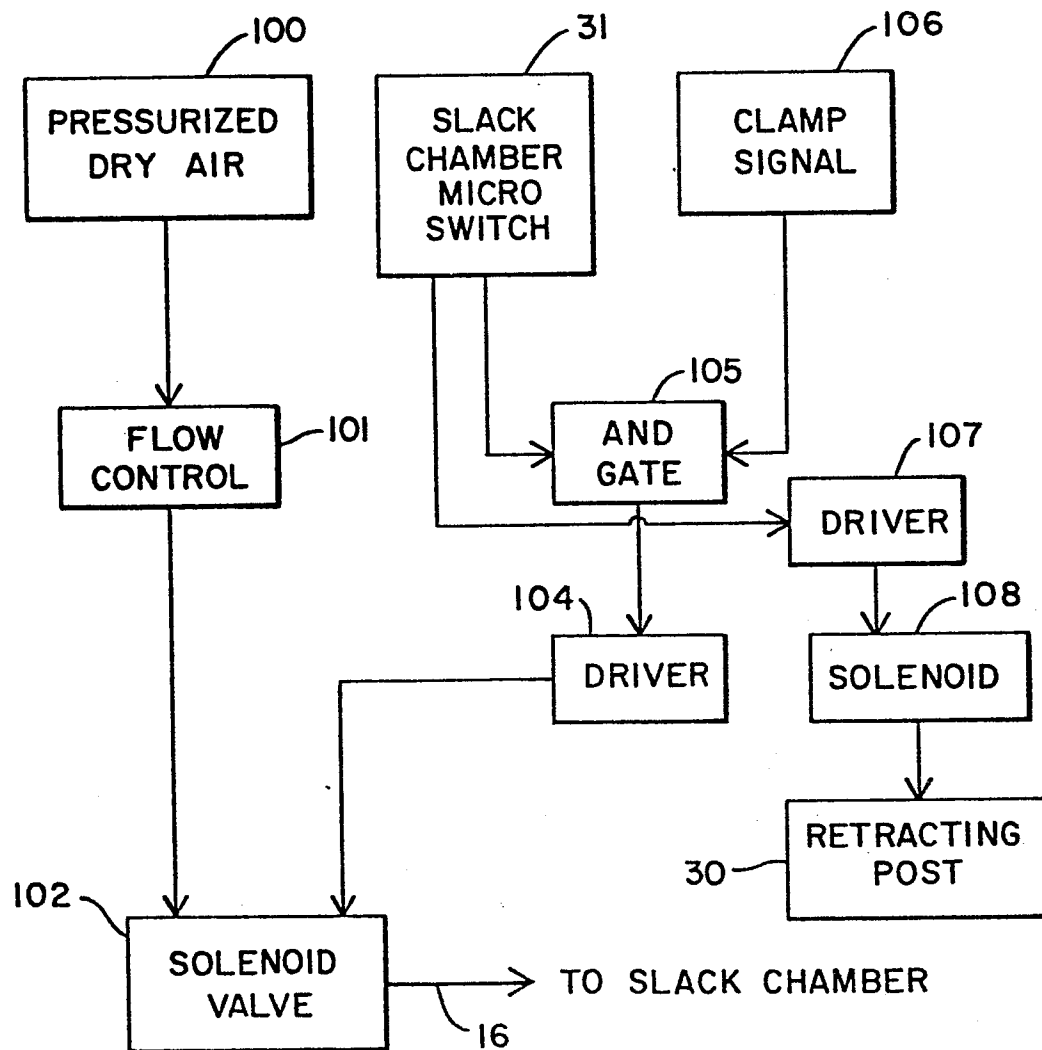 100
31
106
PRESSURIZED
DRY AIR
SLACK
CHAMBER
MICRO
SWITCH
CLAMP
SIGNAL
105
101
FLOW
CONTROL
AND
GATE
107
DRIVER
104
DRIVER
108
SOLENOID
RETRACTING
POST
30
102
SOLENOID
VALVE
16
TO SLACK CHAMBER